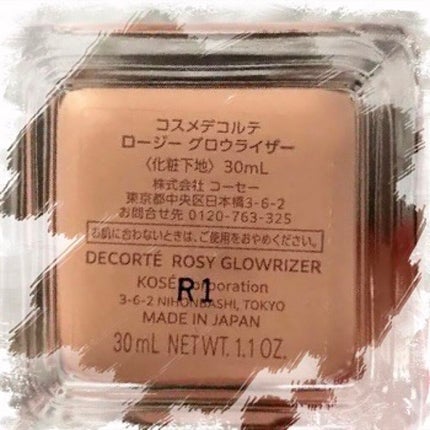 コスメデコルテ
ロージー グロウライザー
〈化粧下地〉 30mL
株式会社 コーセー
東京都中央区日本橋3-6-2
お問合せ先 0120-763-325
お肌に合わないときは、ご使用をおやめください。
DECORTÉ ROSY GLOWRIZER
KOSÉ Corporation
R1
3-6-2 NIHONBASHI, TOKYO
MADE IN JAPAN
30 mL NET WT. 1.1 OZ.